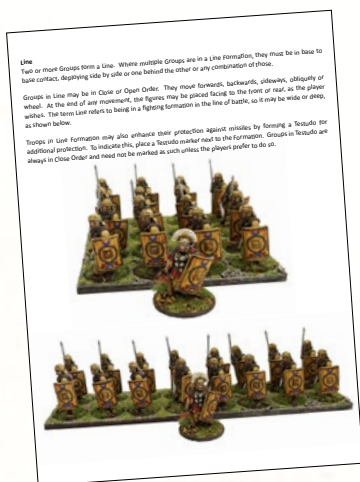 Line
Two or more Groups form a Line. Where multiple Groups are in a Line Formation, they must be in base to
base contact, deploying side by side or one behind the other or any combination of those.
Groups in Line may be in Close or Open Order. They move forwards, backwards, sideways, obliquely or
wheel. At the end of any movement, the figures may be placed facing to the front or rear, as the player
wishes. The term Line refers to being in a fighting formation in the line of battle, so it may be wide or deep,
as shown below.
Troops in Line Formation may also enhance their protection against missiles by forming a Testudo for
additional protection. To indicate this, place a Testudo marker next to the Formation. Groups in Testudo are
always in Close Order and need not be marked as such unless the players prefer to do so.